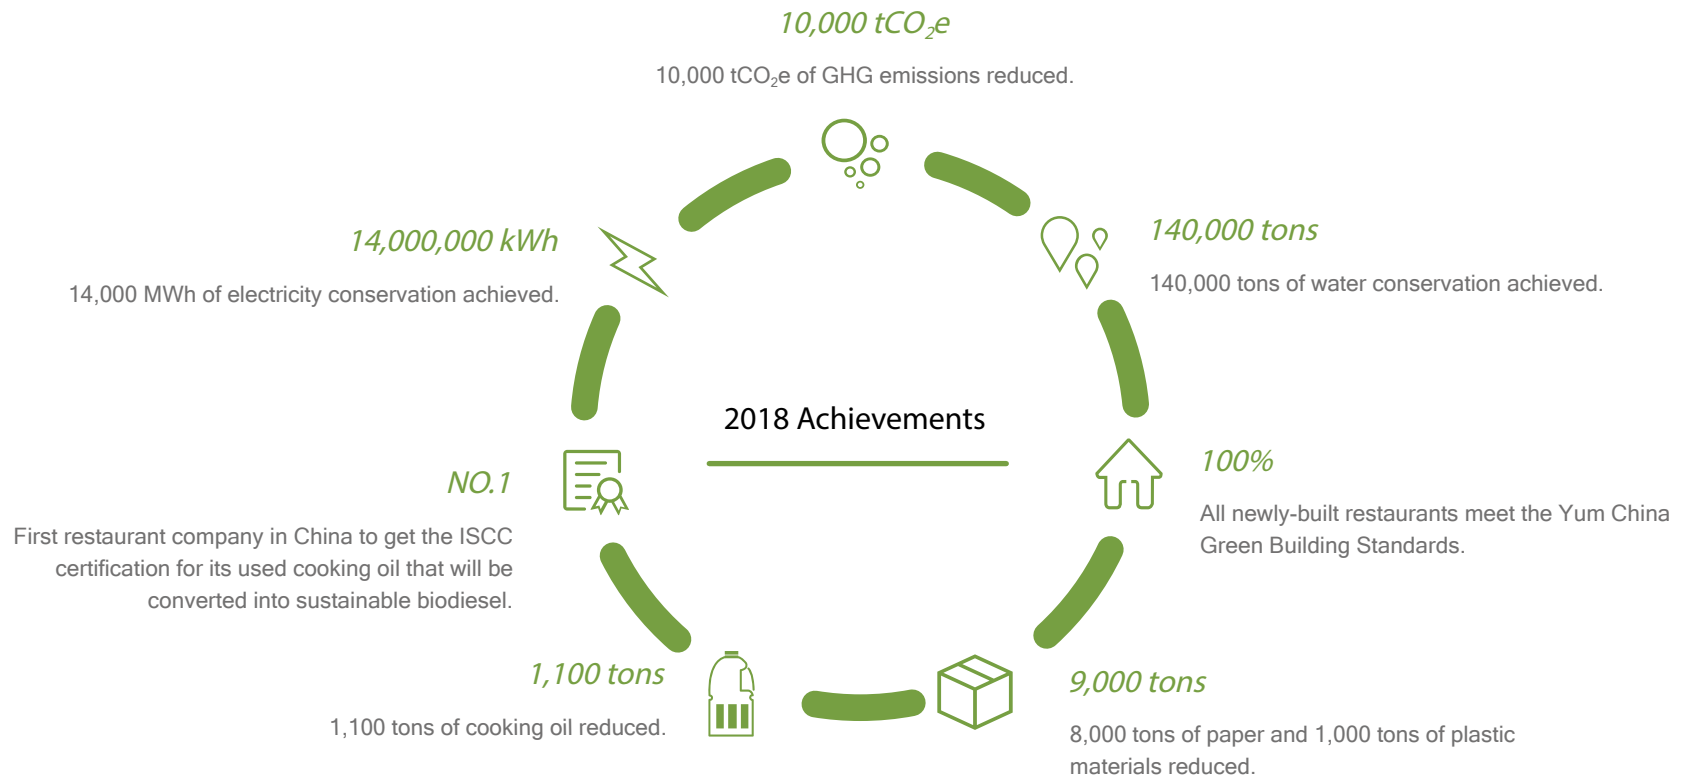 10,000 tCO₂e
10,000 tCO₂e of GHG emissions reduced.
14,000,000 kWh
14,000 MWh of electricity conservation achieved.
140,000 tons
140,000 tons of water conservation achieved.
2018 Achievements
NO.1
First restaurant company in China to get the ISCC
certification for its used cooking oil that will be
converted into sustainable biodiesel.
100%
All newly-built restaurants meet the Yum China
Green Building Standards.
1,100 tons
1,100 tons of cooking oil reduced.
9,000 tons
8,000 tons of paper and 1,000 tons of plastic
materials reduced.